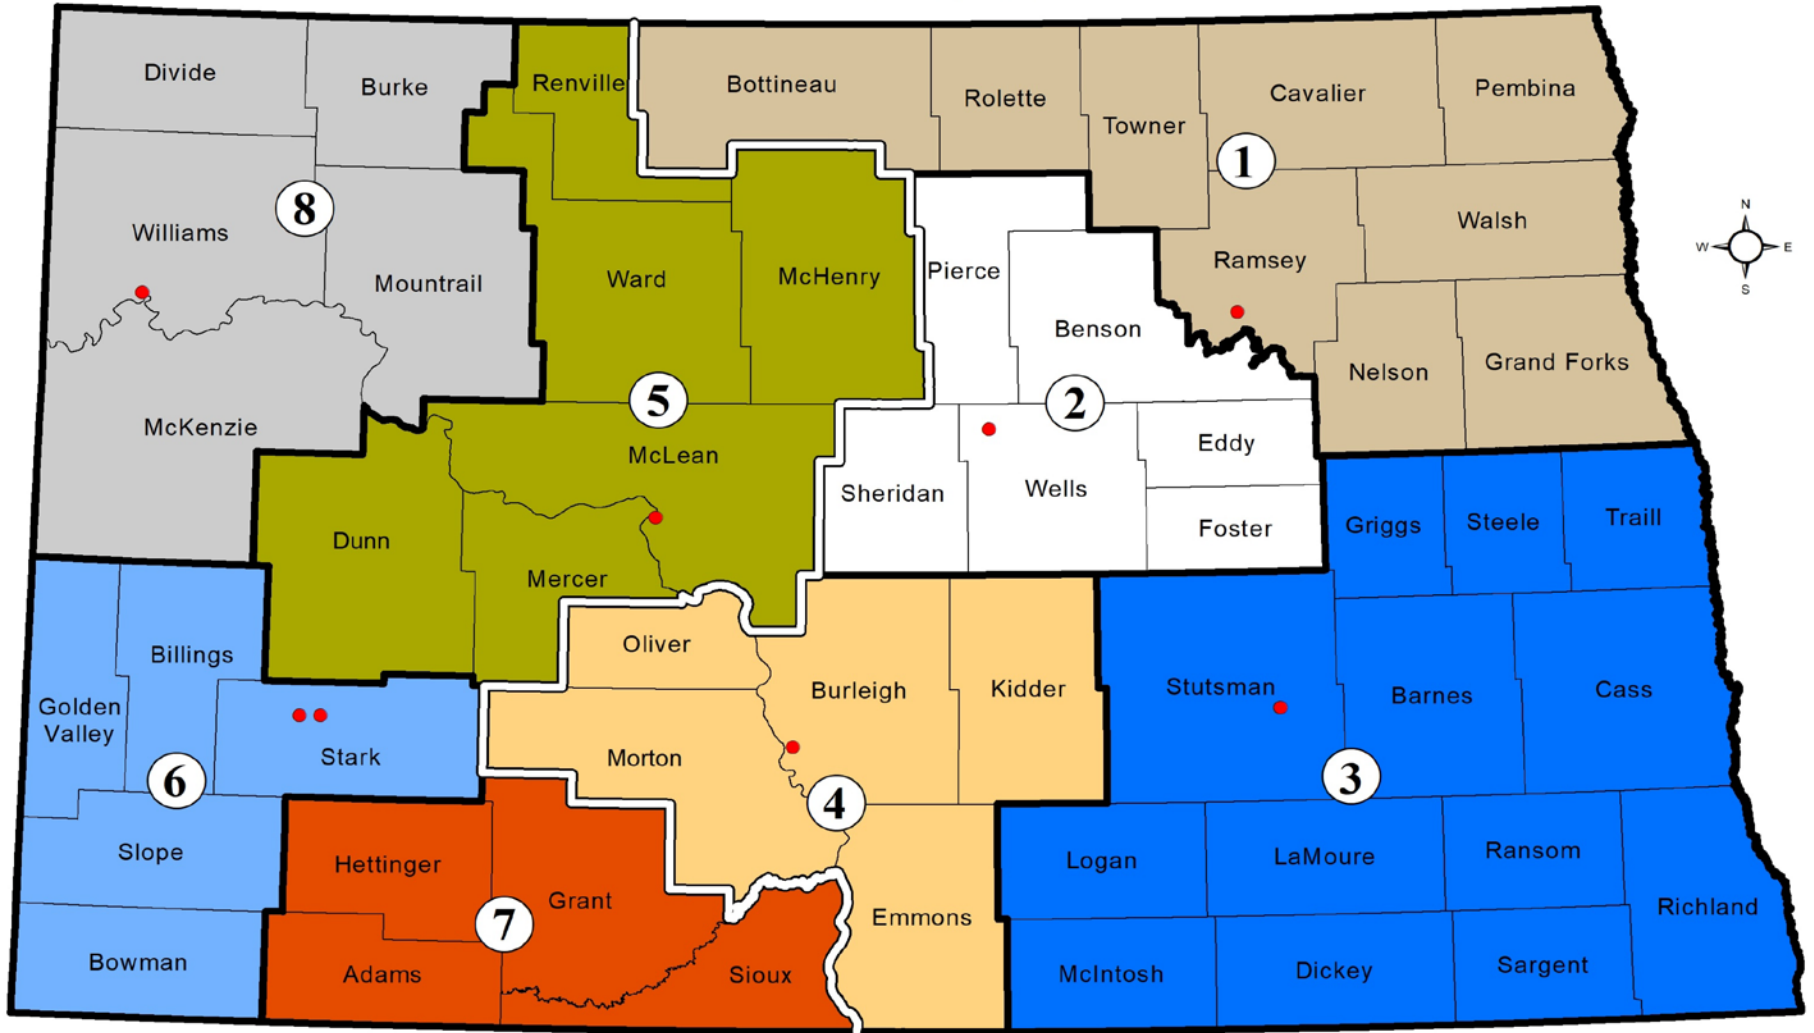 Divide
Burke
Renville
Bottineau
Rolette
Towner
Cavalier
Pembina
1
8
Williams
Mountrail
Ward
McHenry
Pierce
Benson
Ramsey
Walsh
N
W
E
S
Nelson
Grand Forks
McKenzie
5
2
McLean
Sheridan
Wells
Eddy
Foster
Griggs
Steele
Traill
Dunn
Mercer
Oliver
Billings
Golden
Valley
Stark
6
Morton
Burleigh
Kidder
Stutsman
Barnes
Cass
3
4
Slope
Hettinger
Grant
7
Emmons
Logan
LaMoure
Ransom
Richland
Bowman
Adams
Sioux
McIntosh
Dickey
Sargent